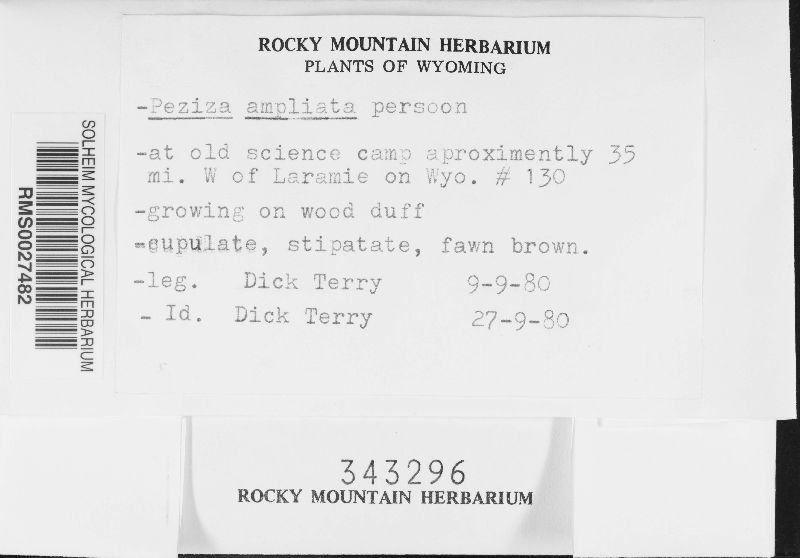 ROCKY MOUNTAIN HERBARIUM
PLANTS OF WYOMING
-Peziza ampliata persoon
-at old science camp aproximently 35
mi. W of Laramie on Wyo. # 130
-growing on wood duff
-cupulate, stipatate, fawn brown.
-leg. Dick Terry 9-9-80
- Id. Dick Terry 27-9-80
SOLHEIM MYCOLOGICAL HERBARIUM
RMS0027482
343296
ROCKY MOUNTAIN HERBARIUM